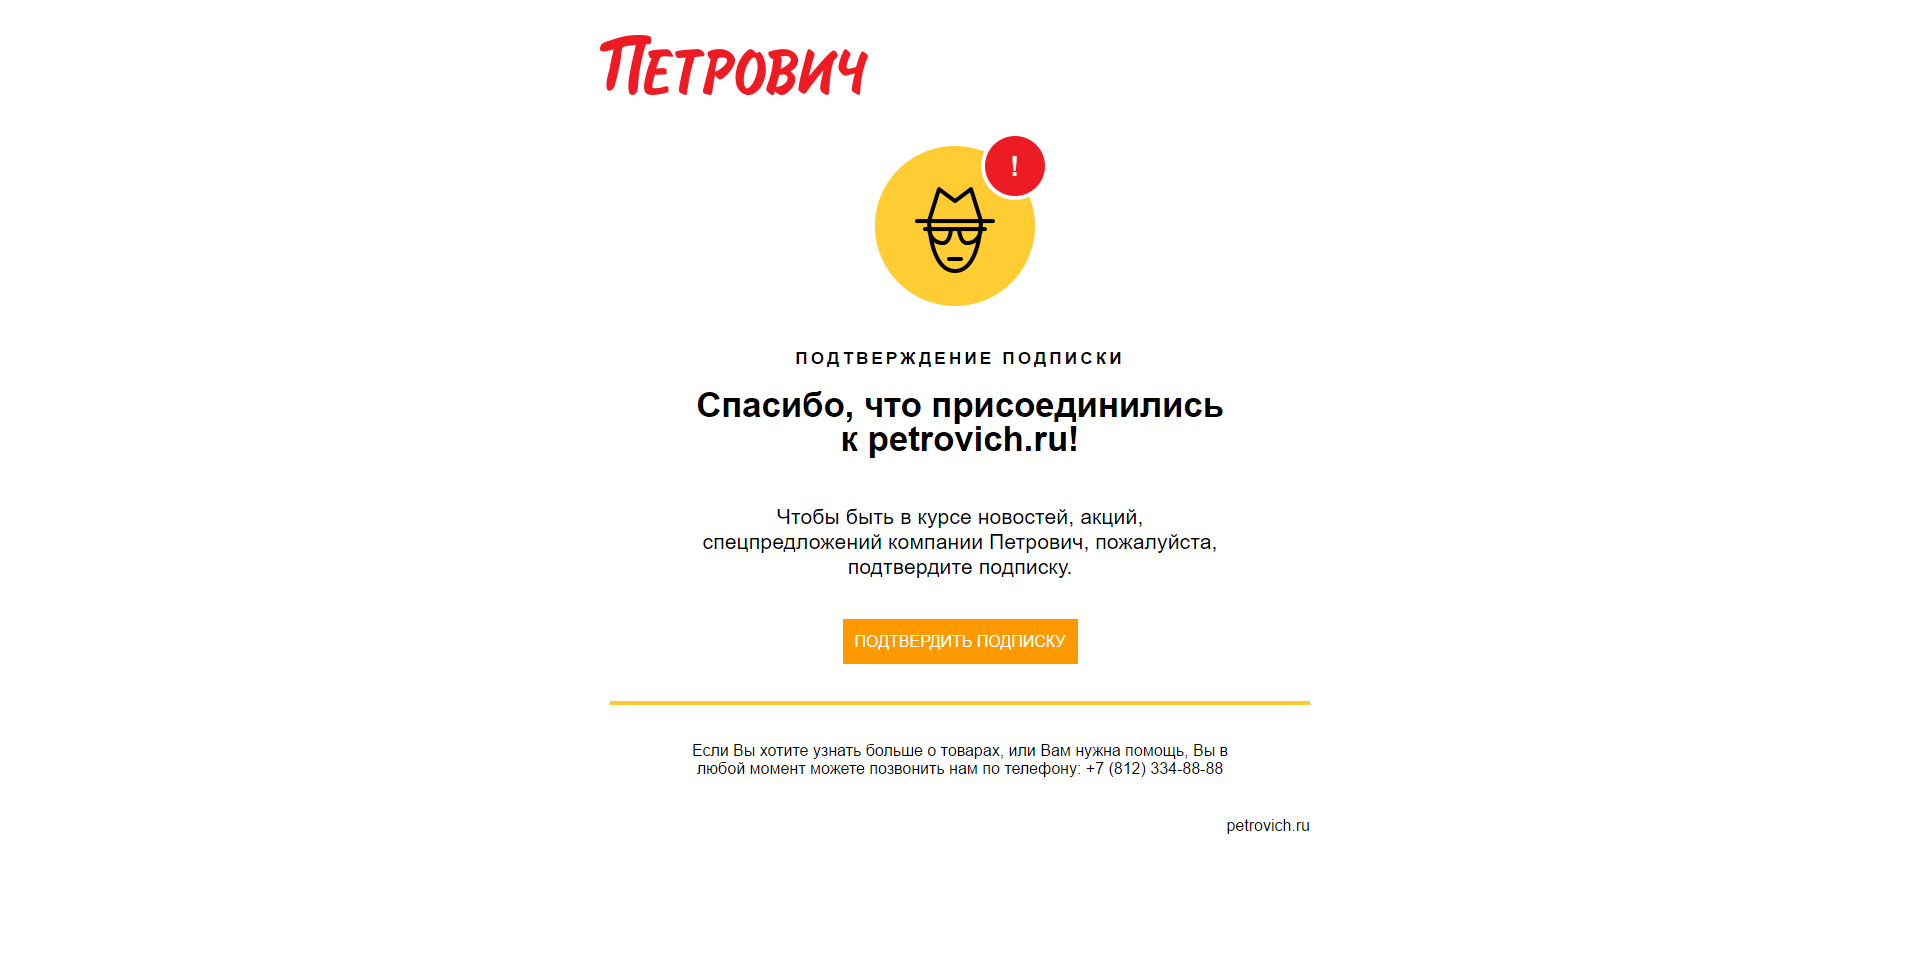 ПЕТРОВИЧ
!
ПОДТВЕРЖДЕНИЕ ПОДПИСКИ
Спасибо, что присоединились
к petrovich.ru!
Чтобы быть в курсе новостей, акций,
спецпредложений компании Петрович, пожалуйста,
подтвердите подписку.
ПОДТВЕРДИТЬ ПОДПИСКУ
Если Вы хотите узнать больше о товарах, или Вам нужна помощь, Вы в
любой момент можете позвонить нам по телефону: +7 (812) 334-88-88
petrovich.ru